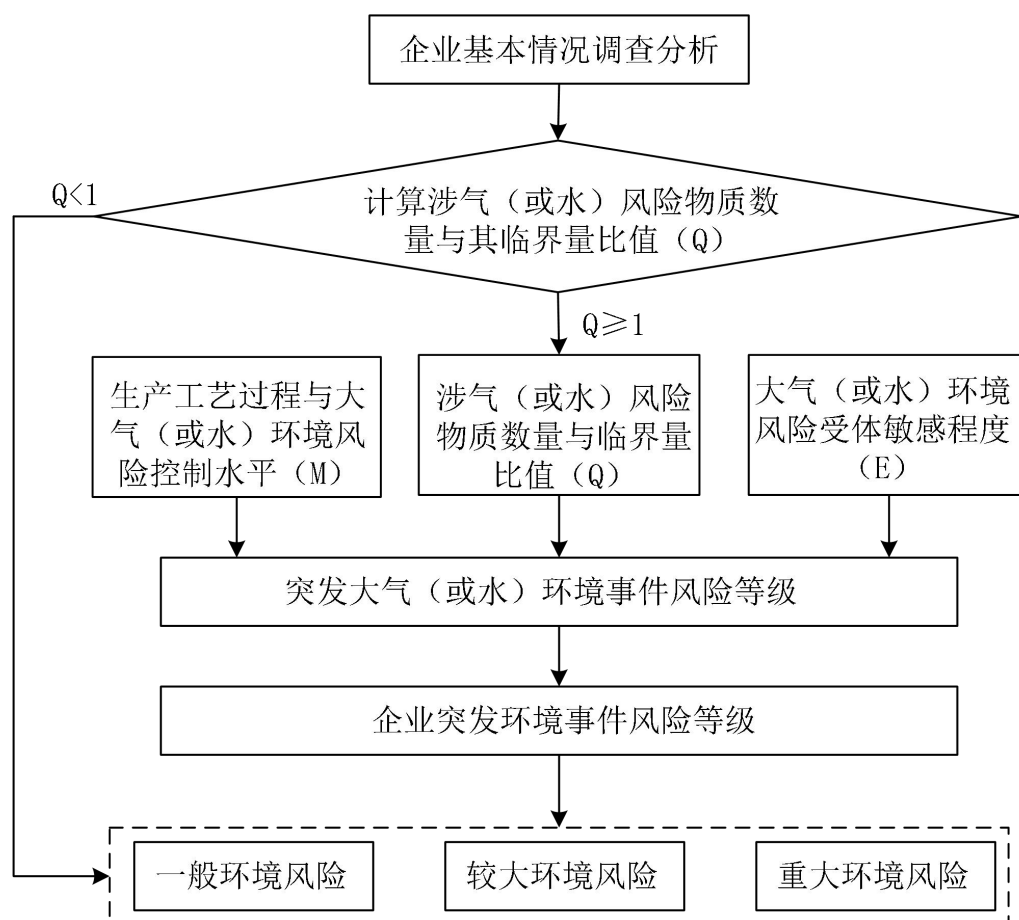 企业基本情况调查分析
Q<1
计算涉气（或水）风险物质数
量与其临界量比值（Q）
Q≥1
生产工艺过程与大
气（或水）环境风
险控制水平（M）
涉气（或水）风险
物质数量与临界量
比值（Q）
大气（或水）环境
风险受体敏感程度
（E）
突发大气（或水）环境事件风险等级
企业突发环境事件风险等级
一般环境风险
较大环境风险
重大环境风险